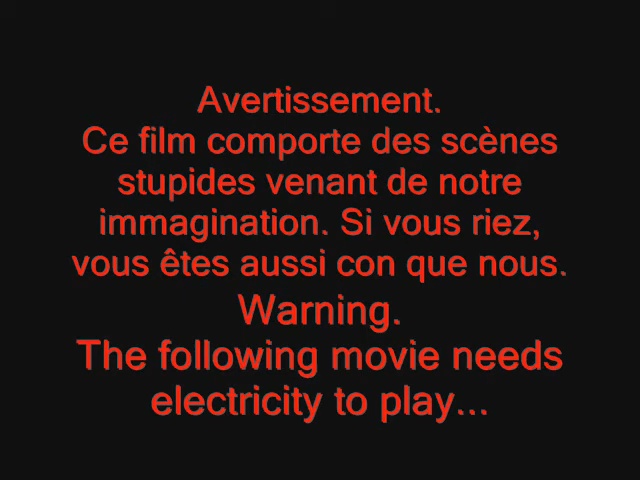 Avertissement.
Ce film comporte des scènes
stupides venant de notre
immagination. Si vous riez,
vous êtes aussi con que nous.
Warning.
The following movie needs
electricity to play...